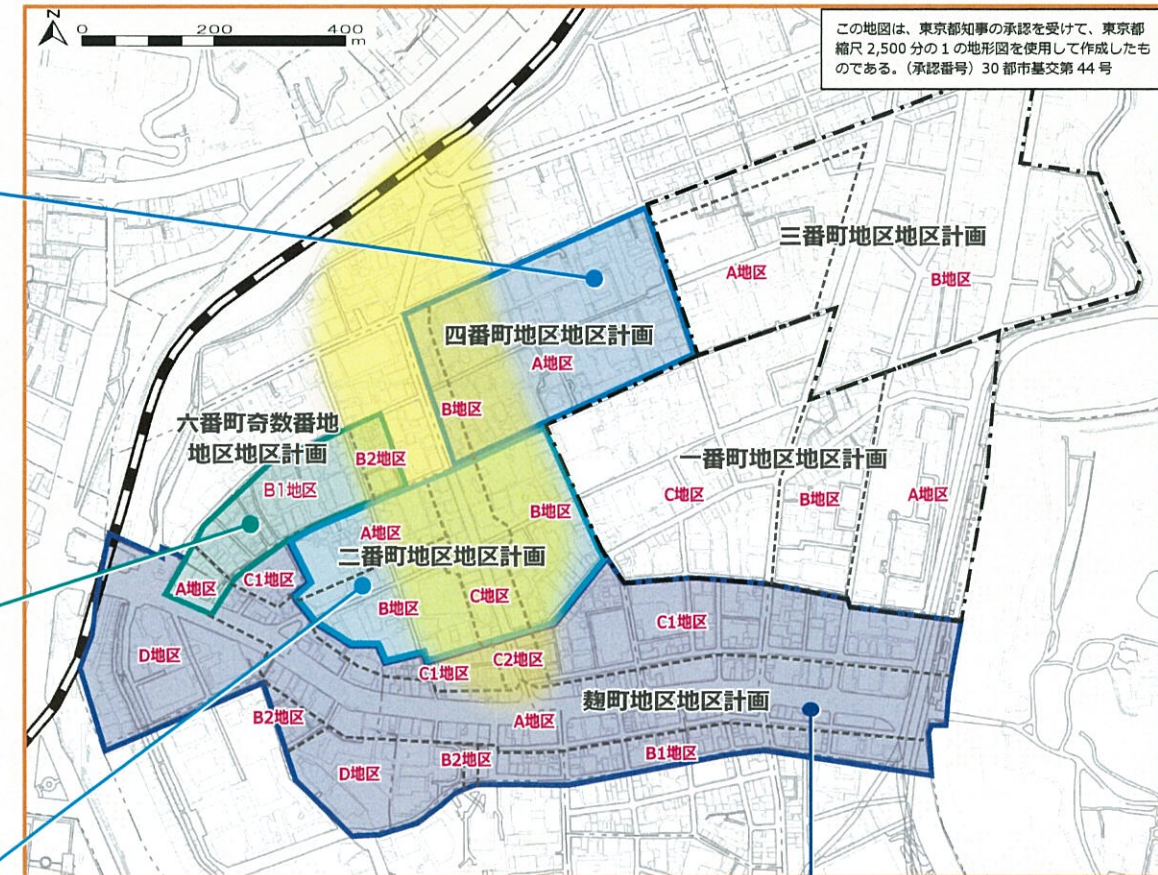 N
0 200 400
m
この地図は、東京都知事の承認を受けて、東京都
縮尺 2,500 分の 1 の地形図を使用して作成したも
のである。（承認番号）30 都市基交第 44 号
三番町地区地区計画
A地区
B地区
四番町地区地区計画
A地区
B地区
六番町奇数番地
地区地区計画
B2地区
B1地区
A地区
一番町地区地区計画
C地区
B地区
A地区
A地区
B地区
二番町地区地区計画
B地区
C地区
C1地区
C1地区
D地区
C1地区
C2地区
麹町地区地区計画
B2地区
A地区
B2地区
B1地区
D地区